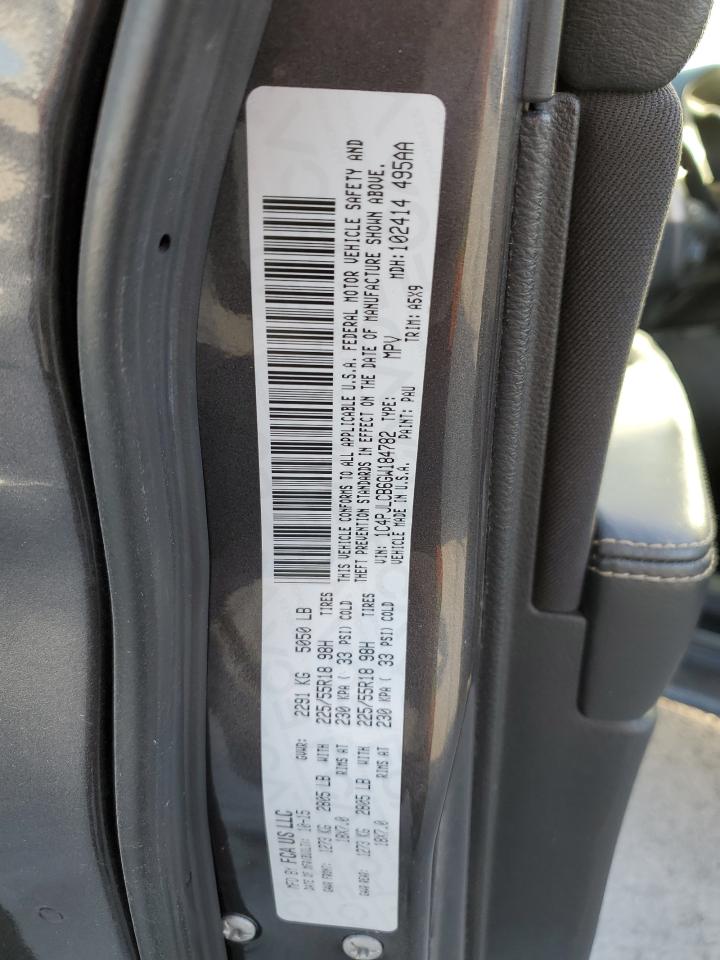 MFD BY: FCA US LLC
DATE OF MFR(BUILT): 10-15 GVWR: 2291 KG 5050 LB
GAWR FRONT: 1273 KG 2805 LB WITH 225/55R18 98H TIRES
18X7.0 RIMS AT 230 KPA ( 33 PSI) COLD
GAWR REAR: 1273 KG 2805 LB WITH 225/55R18 98H TIRES
18X7.0 RIMS AT 230 KPA ( 33 PSI) COLD
THIS VEHICLE CONFORMS TO ALL APPLICABLE U.S.A. FEDERAL MOTOR VEHICLE SAFETY AND
THEFT PREVENTION STANDARDS IN EFFECT ON THE DATE OF MANUFACTURE SHOWN ABOVE.
VIN: 1C4PJLCB6GW184782 TYPE: MPV MDH: 102414 495AA
VEHICLE MADE IN U.S.A. PAINT: PAU TRIM: A5X9